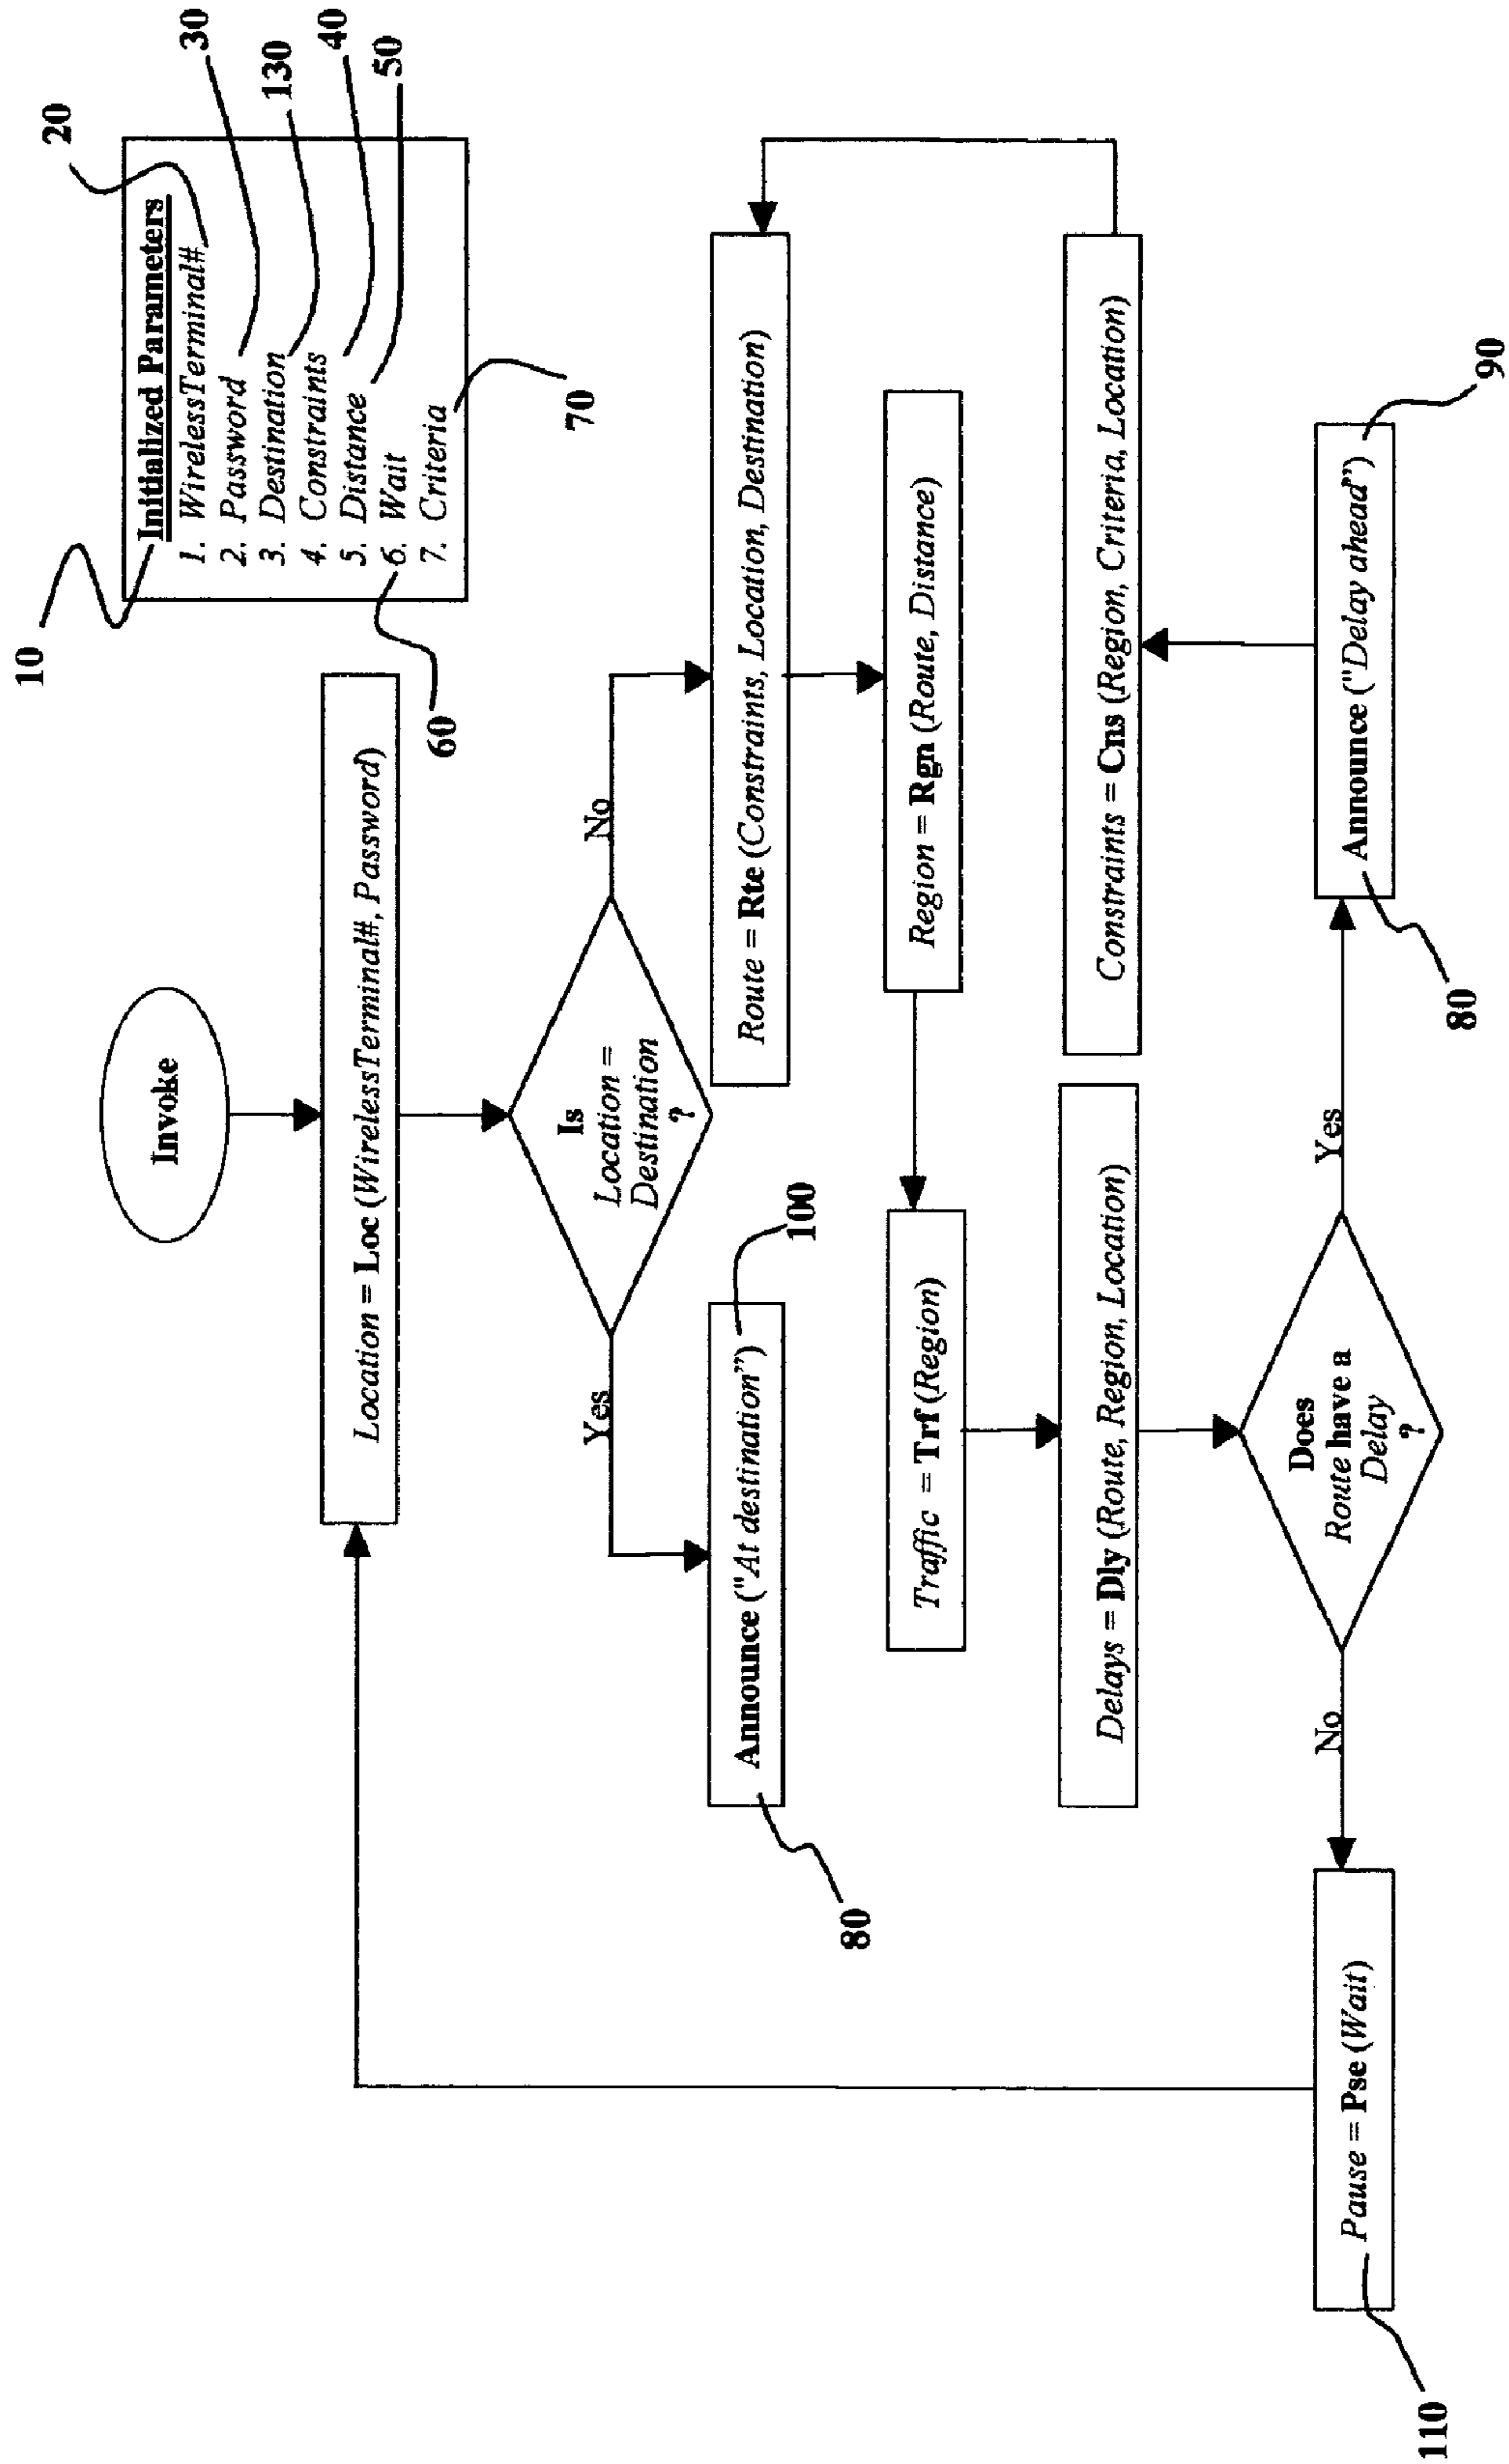 10
20
Initialized Parameters
1. WirelessTerminal#
2. Password
3. Destination
4. Constraints
5. Distance
6. Wait
7. Criteria
30
130
40
50
60
70
Invoke
Location = Loc (WirelessTerminal#, Password)
Is
Location =
Destination
?
Yes
No
Announce ("At destination")
80
100
Route = Rte (Constraints, Location, Destination)
Region = Rgn (Route, Distance)
Traffic = Trf (Region)
Delays = Dly (Route, Region, Location)
Constraints = Cns (Region, Criteria, Location)
Does
Route have a
Delay
?
No
Yes
Pause = Pse (Wait)
110
Announce ("Delay ahead")
80
90